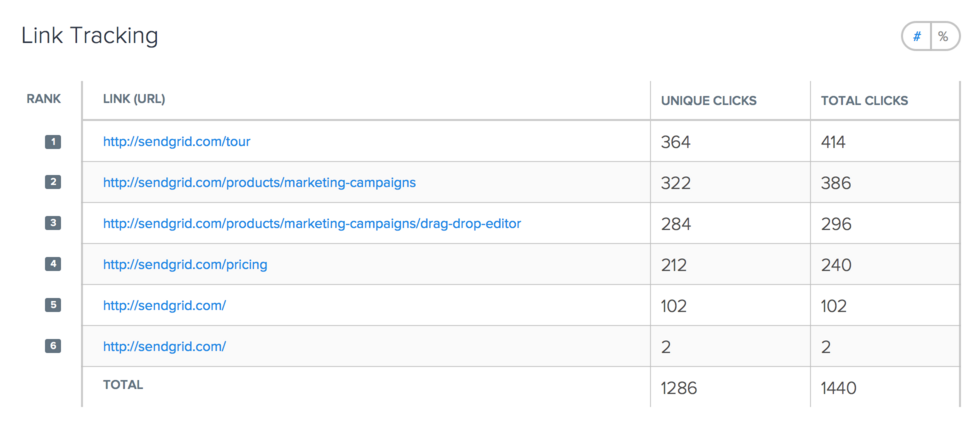 Link Tracking
# %
RANK LINK (URL) UNIQUE CLICKS TOTAL CLICKS
1 http://sendgrid.com/tour 364 414
2 http://sendgrid.com/products/marketing-campaigns 322 386
3 http://sendgrid.com/products/marketing-campaigns/drag-drop-editor 284 296
4 http://sendgrid.com/pricing 212 240
5 http://sendgrid.com/ 102 102
6 http://sendgrid.com/ 2 2
TOTAL 1286 1440